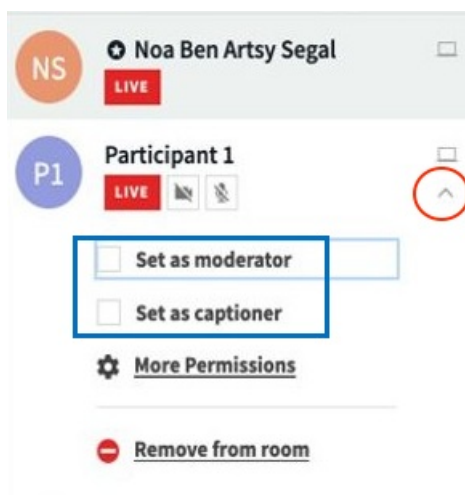 NS
Noa Ben Artsy Segal
LIVE
P1
Participant 1
LIVE
Set as moderator
Set as captioner
More Permissions
Remove from room